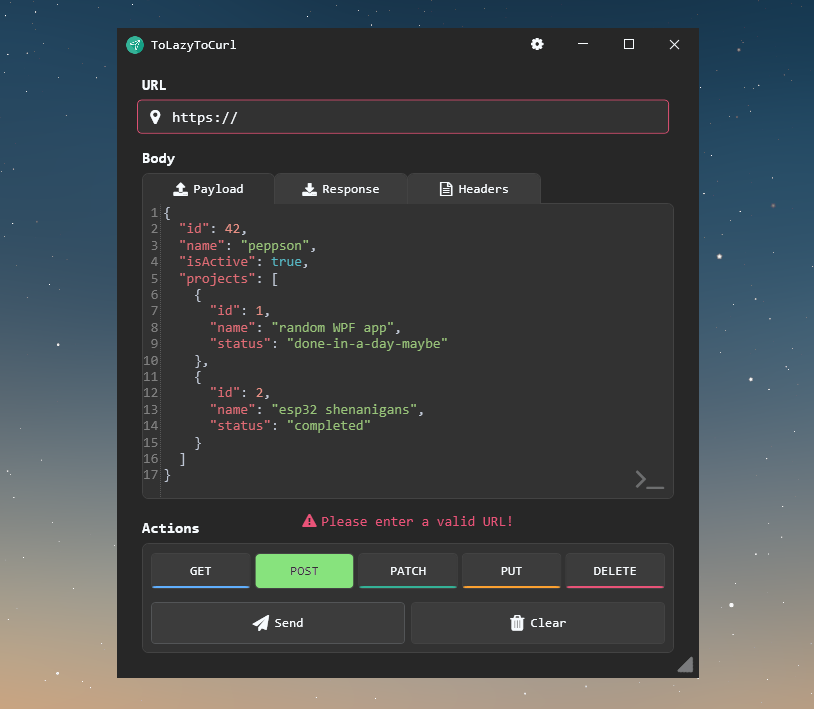 ToLazyToCurl
URL
https://
Body
Payload Response Headers
1 {
2   "id": 42,
3   "name": "peppson",
4   "isActive": true,
5   "projects": [
6     {
7       "id": 1,
8       "name": "random WPF app",
9       "status": "done-in-a-day-maybe"
10     },
11     {
12       "id": 2,
13       "name": "esp32 shenanigans",
14       "status": "completed"
15     }
16   ]
17 }
Please enter a valid URL!
Actions
GET POST PATCH PUT DELETE
Send Clear